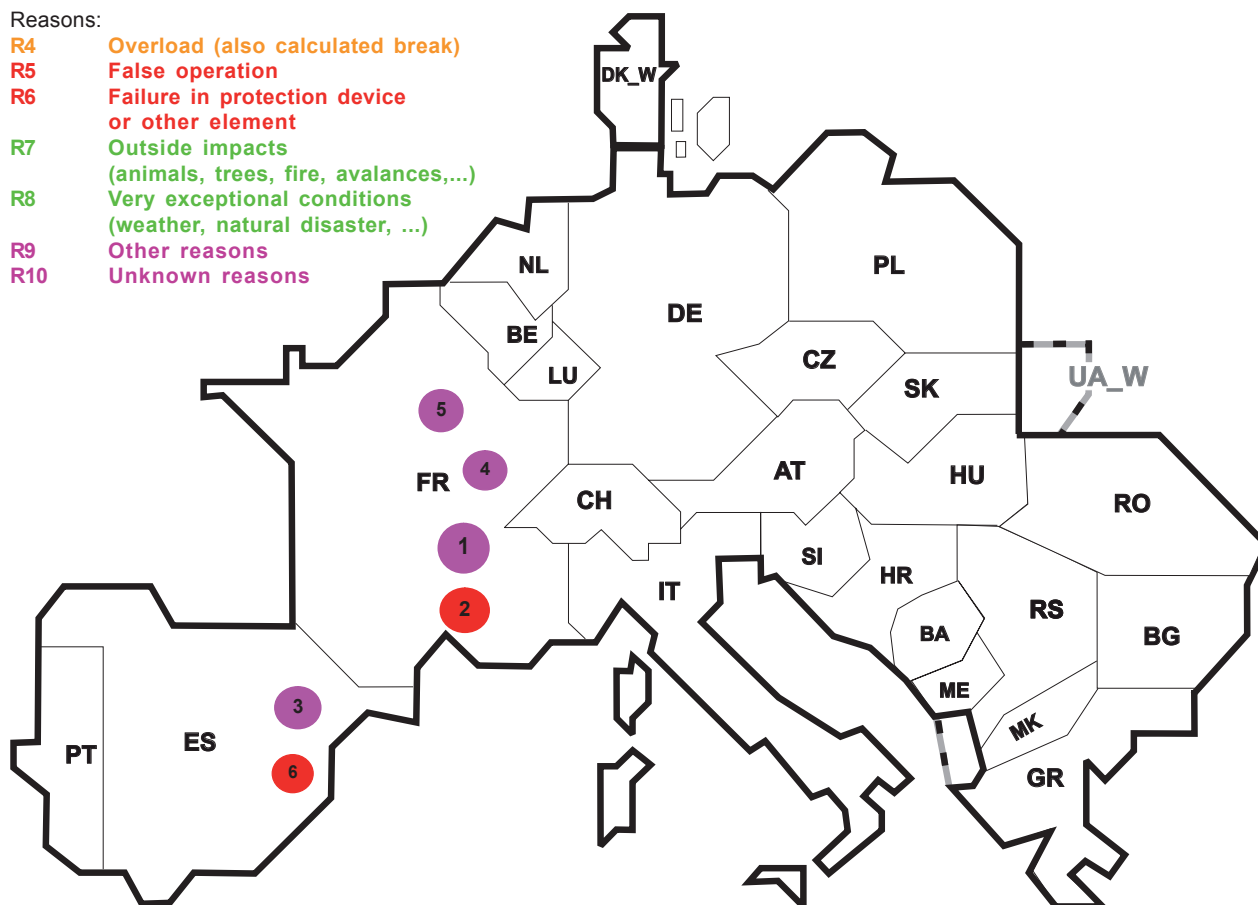 Reasons:
R4 Overload (also calculated break)
R5 False operation
R6 Failure in protection device
or other element
R7 Outside impacts
(animals, trees, fire, avalances,...)
R8 Very exceptional conditions
(weather, natural disaster, ...)
R9 Other reasons
R10 Unknown reasons
DK_W
NL
PL
DE
BE
CZ
LU
SK
UA_W
5
4
FR
CH
AT
HU
RO
1
SI
HR
IT
2
RS
BA
BG
ME
3
ES
PT
MK
6
GR